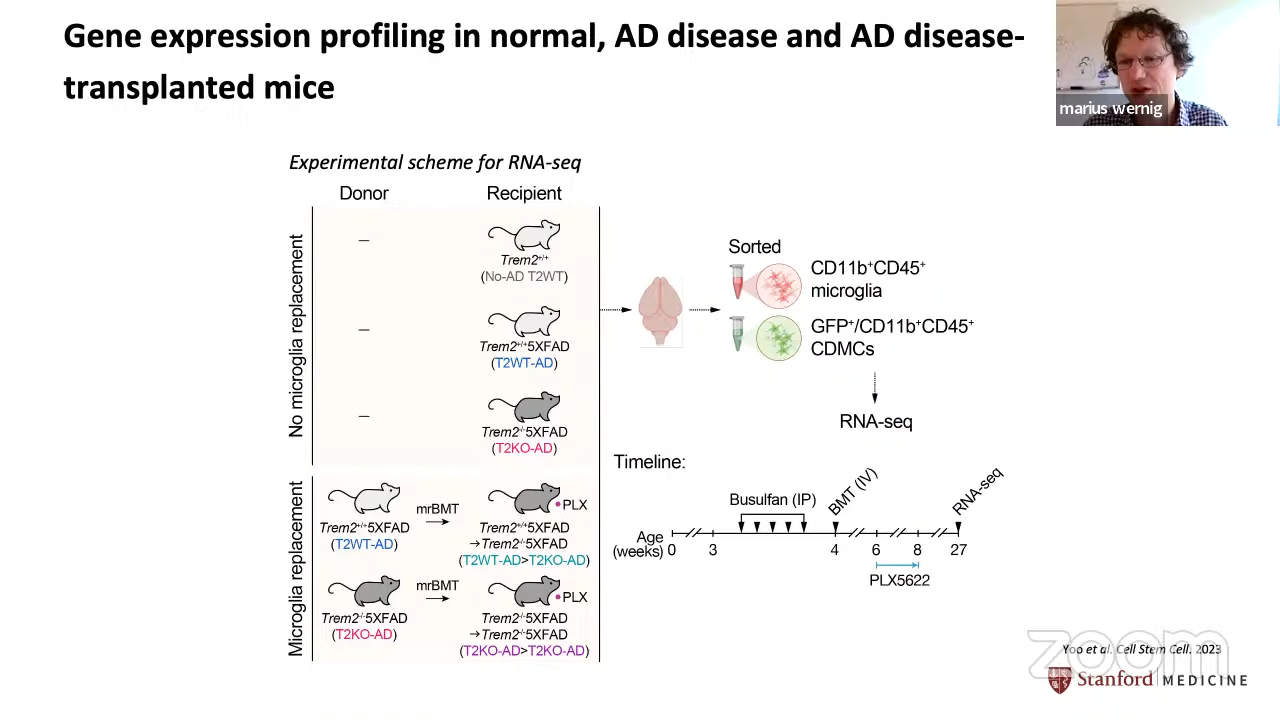 Gene expression profiling in normal, AD disease and AD disease-
transplanted mice
marius wernig
Experimental scheme for RNA-seq
Donor
Recipient
No microglia replacement
–
Trem2+/+
(No-AD T2WT)
–
Trem2+/+5XFAD
(T2WT-AD)
–
Trem2-/-5XFAD
(T2KO-AD)
Microglia replacement
Trem2+/+5XFAD
(T2WT-AD)
mrBMT
PLX
Trem2+/+5XFAD
→Trem2-/-5XFAD
(T2WT-AD>T2KO-AD)
Trem2-/-5XFAD
(T2KO-AD)
mrBMT
PLX
Trem2-/-5XFAD
→Trem2-/-5XFAD
(T2KO-AD>T2KO-AD)
Sorted
CD11b+CD45+
microglia
GFP+/CD11b+CD45+
CDMCs
RNA-seq
Timeline:
Busulfan (IP)
BMT (IV)
RNA-seq
Age
(weeks)
0 3 4 6 8 27
PLX5622
zoom
Yoo et al. Cell Stem Cell. 2023
Stanford MEDICINE